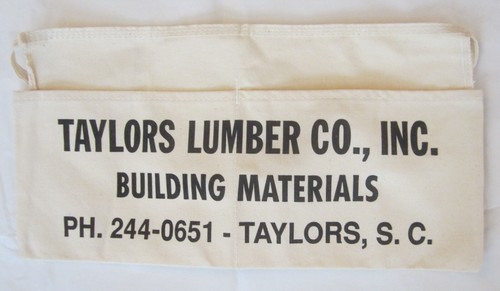 TAYLORS LUMBER CO., INC.
BUILDING MATERIALS
PH. 244-0651 - TAYLORS, S. C.